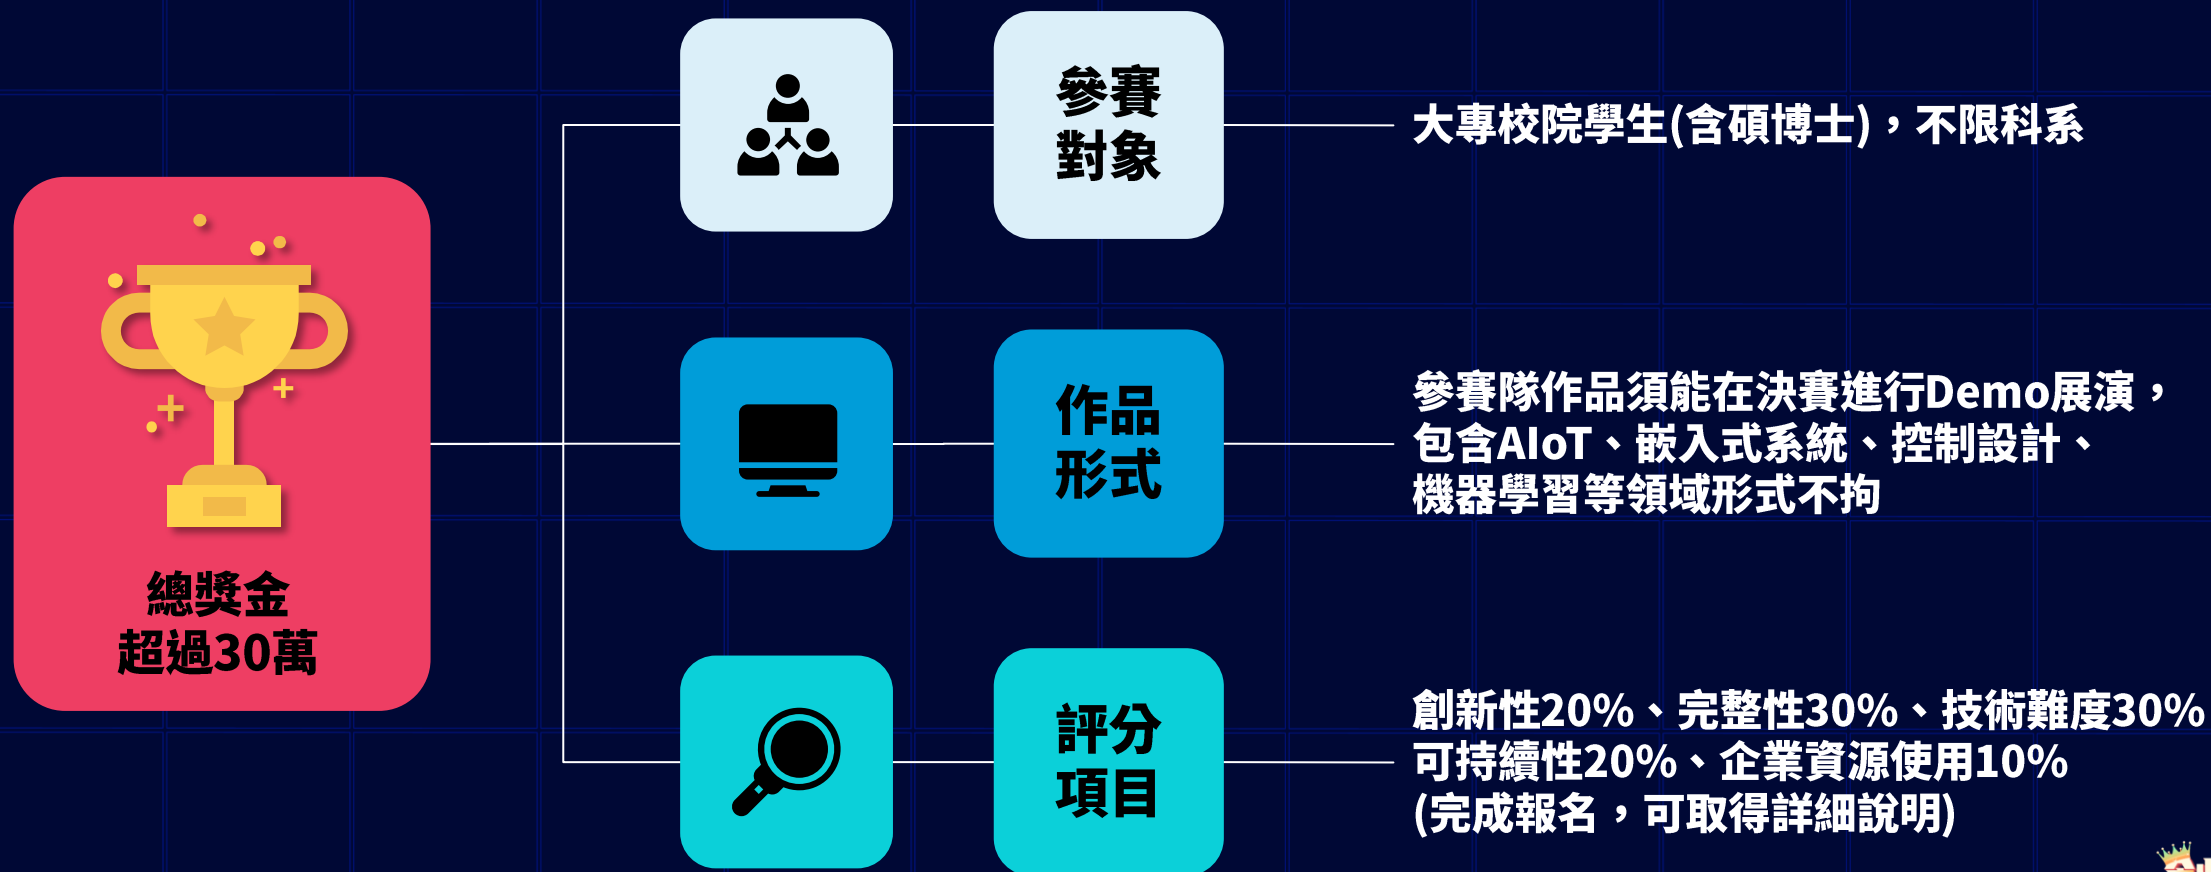 總獎金
超過30萬
參賽
對象
大專校院學生(含碩博士)，不限科系
作品
形式
參賽隊作品須能在決賽進行Demo展演，
包含AIoT、嵌入式系統、控制設計、
機器學習等領域形式不拘
評分
項目
創新性20%、完整性30%、技術難度30%
可持續性20%、企業資源使用10%
(完成報名，可取得詳細說明)